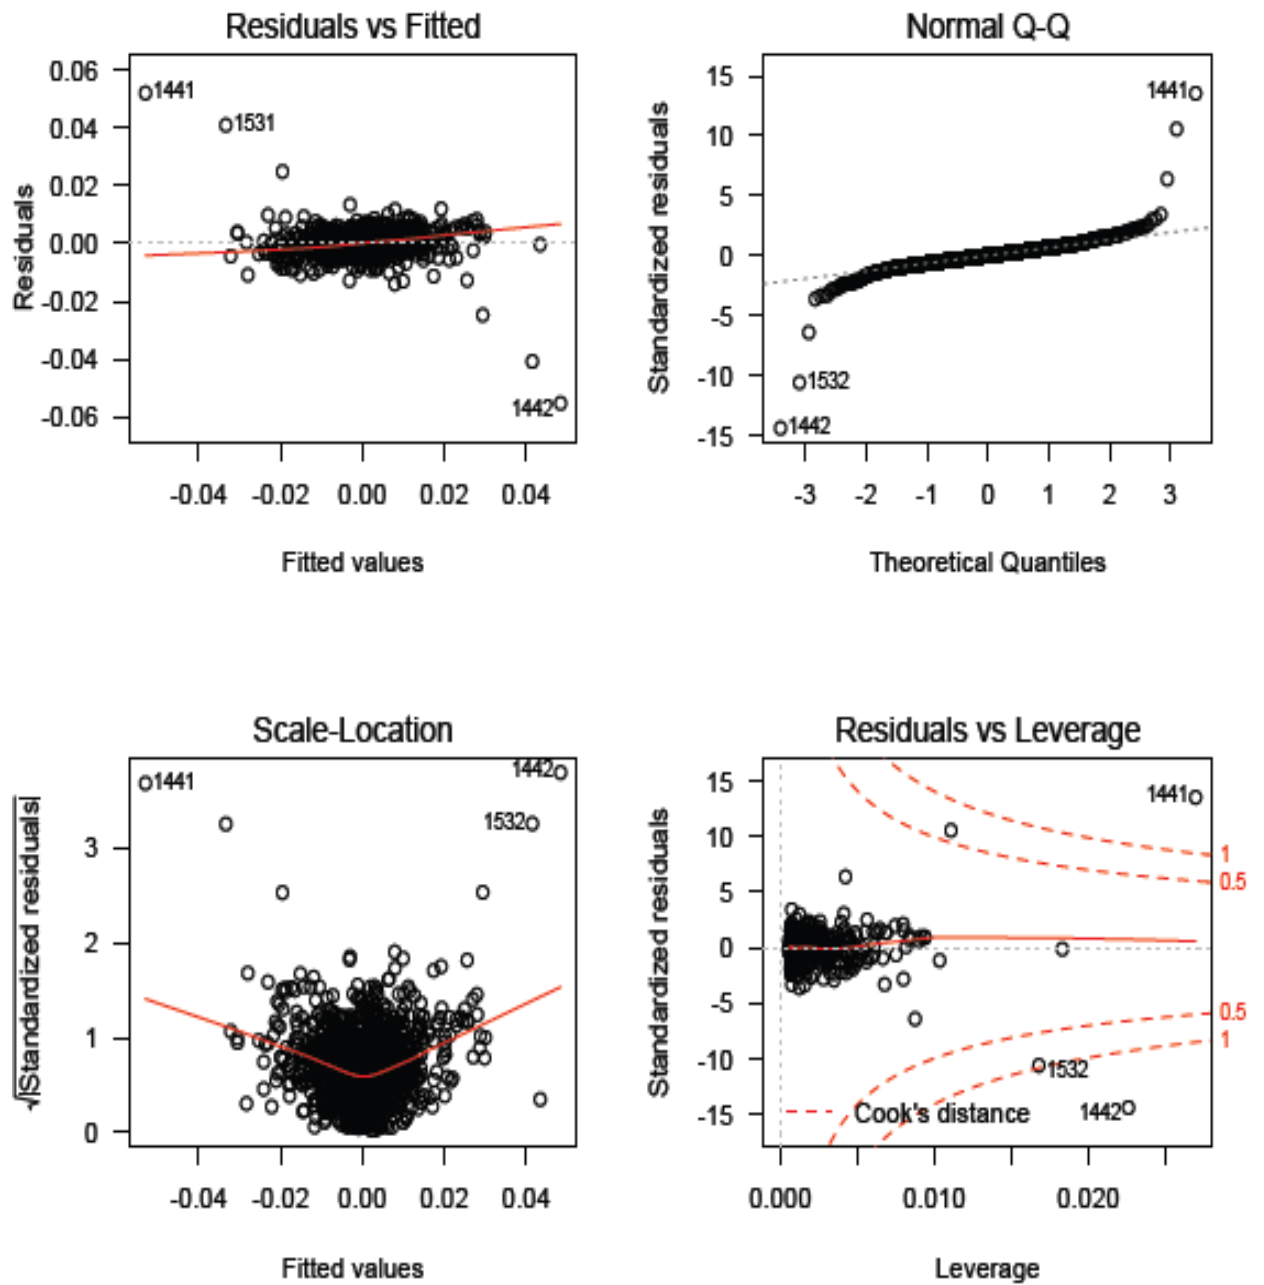 Residuals vs Fitted
Residuals
0.06
0.04
0.02
0.00
-0.02
-0.04
-0.06
1441
1531
1442
-0.04 -0.02 0.00 0.02 0.04
Fitted values
Normal Q-Q
Standardized residuals
15
10
5
0
-5
-10
-15
1441
1532
1442
-3 -2 -1 0 1 2 3
Theoretical Quantiles
Scale-Location
√|Standardized residuals|
3
2
1
0
1441
1442
1532
-0.04 -0.02 0.00 0.02 0.04
Fitted values
Residuals vs Leverage
Standardized residuals
15
10
5
0
-5
-10
-15
1441
1
0.5
0.5
1
1532
1442
Cook's distance
0.000 0.010 0.020
Leverage